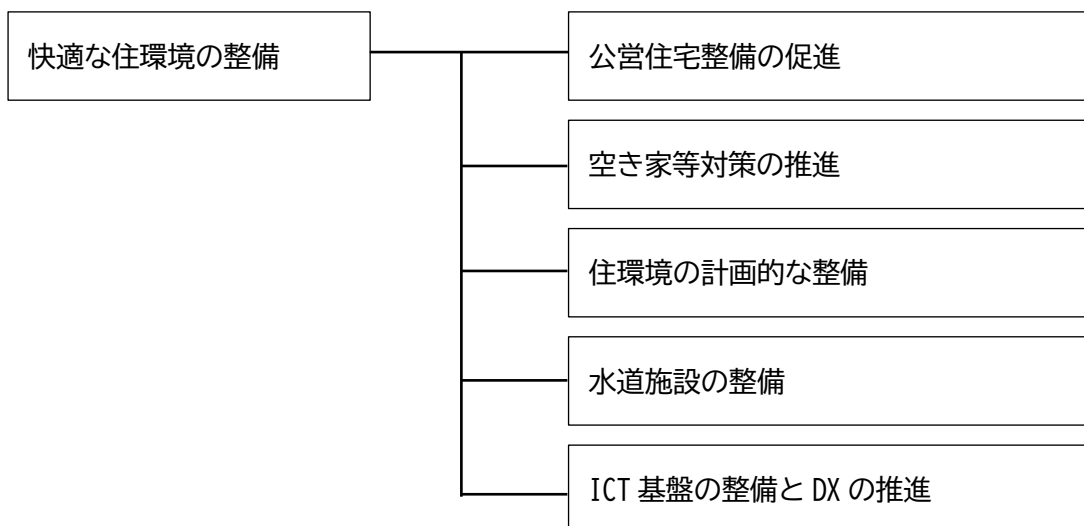 快適な住環境の整備
公営住宅整備の促進
空き家等対策の推進
住環境の計画的な整備
水道施設の整備
ICT 基盤の整備と DX の推進